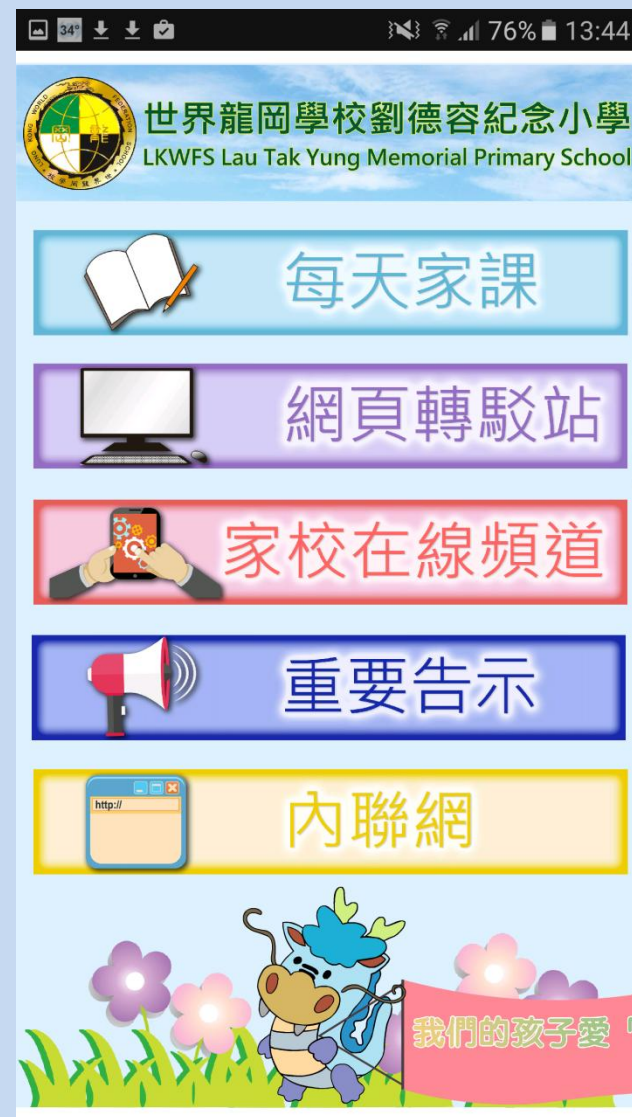 34° 76% 13:44
世界龍岡學校劉德容紀念小學
LKWFS Lau Tak Yung Memorial Primary School
每天家課
網頁轉駁站
家校在線頻道
重要告示
http://
內聯網
我們的孩子愛「